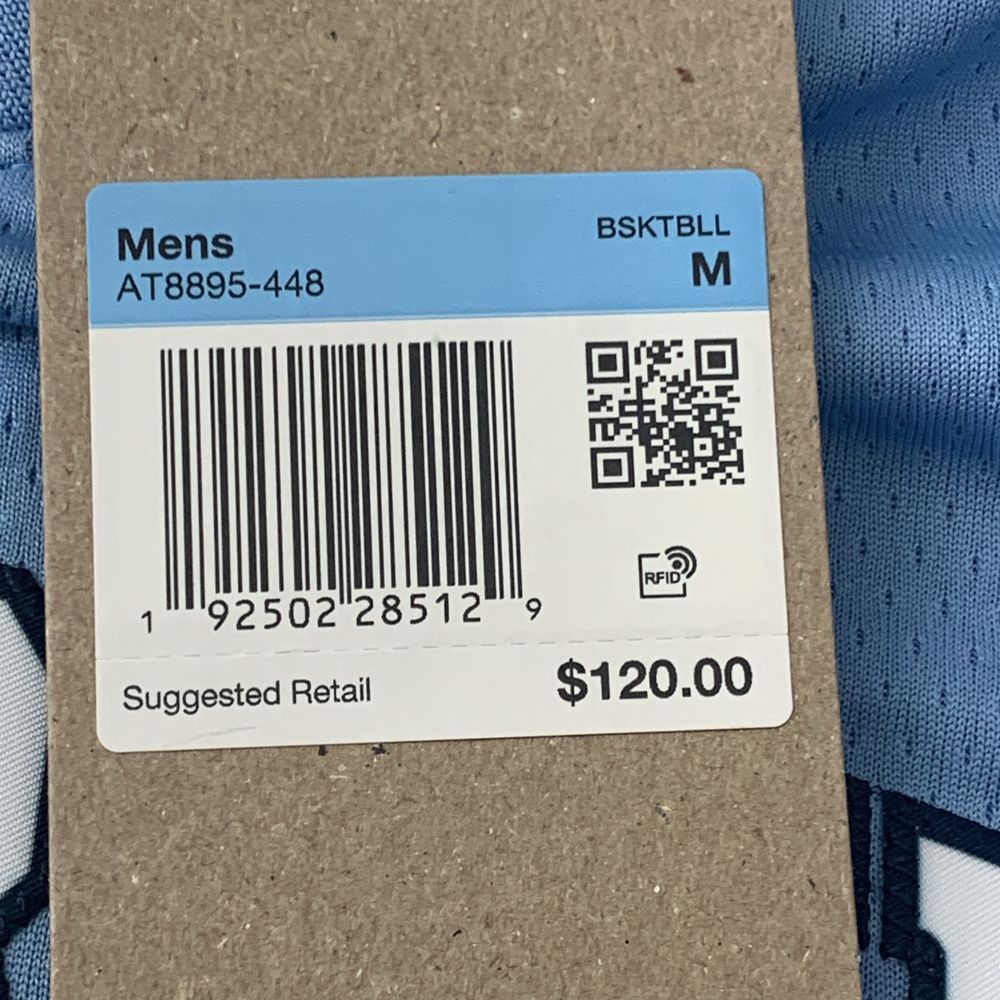 Mens
AT8895-448
BSKTBLL
M
1 92502 28512 9
RFID
Suggested Retail
$120.00